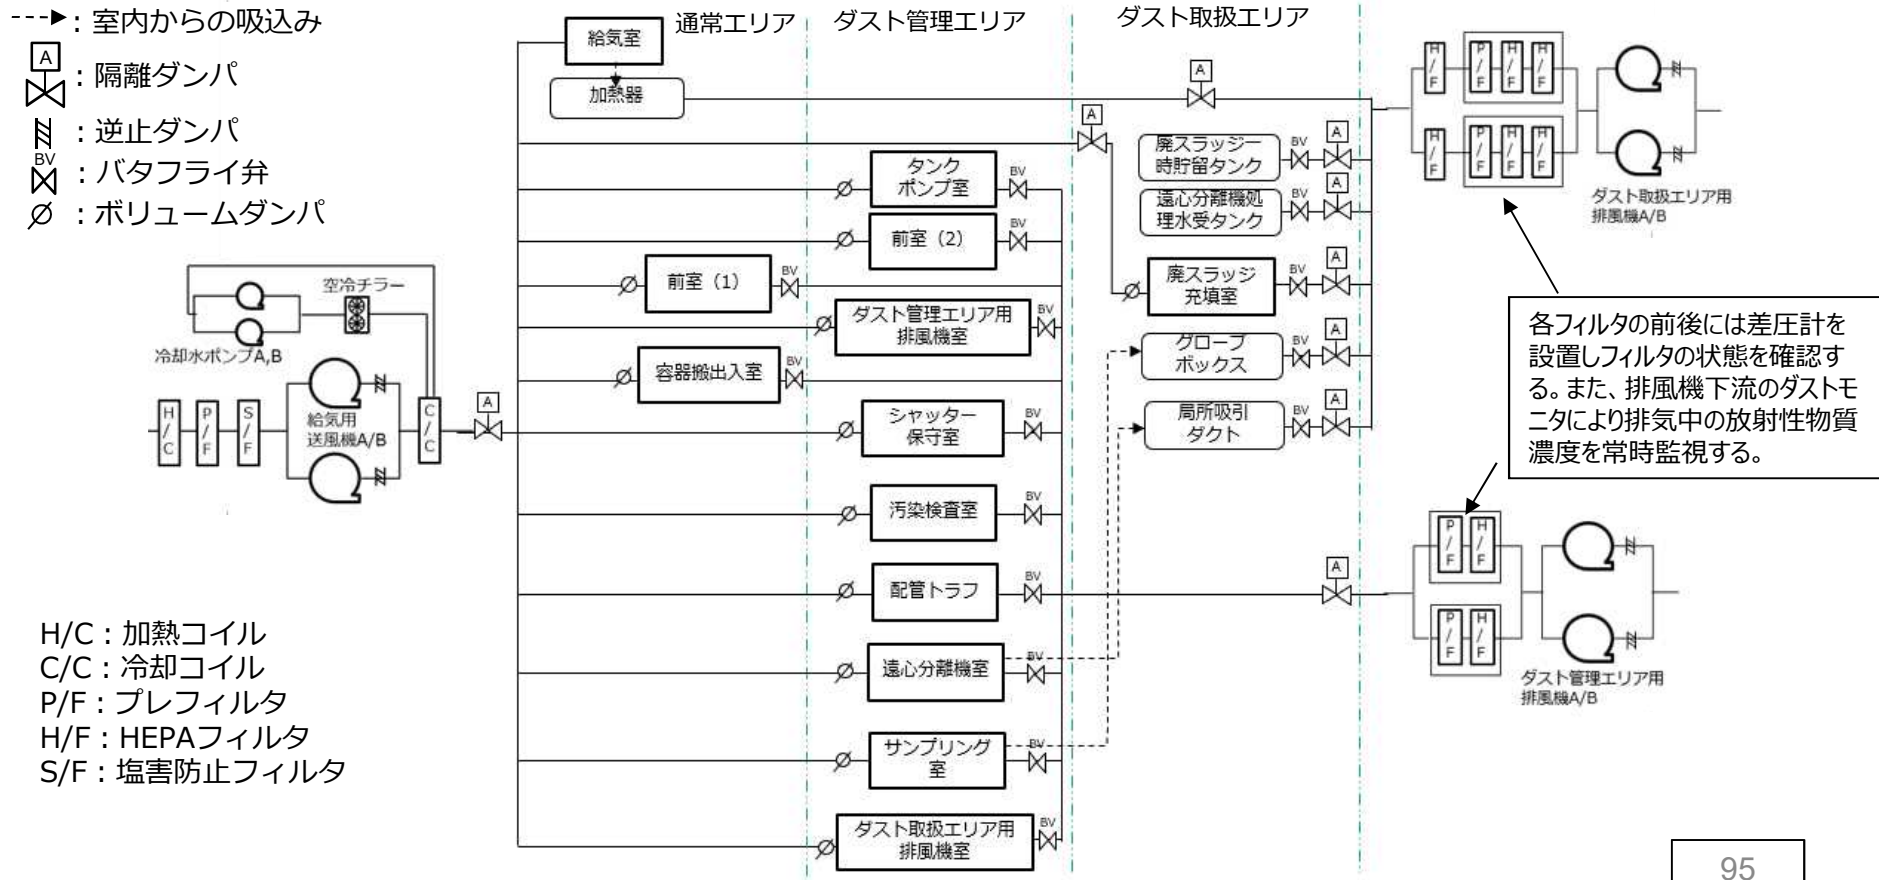 ：室内からの吸込み
A
：隔離ダンパ
：逆止ダンパ
BV
：バタフライ弁
：ボリュームダンパ
通常エリア
ダスト管理エリア
ダスト取扱エリア
給気室
加熱器
A
A
タンク
ポンプ室
BV
前室（2）
BV
前室（1）
BV
ダスト管理エリア用
排風機室
BV
容器搬出入室
BV
シャッター
保守室
BV
汚染検査室
BV
配管トラフ
BV
遠心分離機室
BV
サンプリング
室
BV
ダスト取扱エリア用
排風機室
BV
廃スラッジ一
時貯留タンク
BV
A
遠心分離機処
理水受タンク
BV
A
廃スラッジ
充填室
BV
A
グローブ
ボックス
BV
A
局所吸引
ダクト
BV
A
A
空冷チラー
冷却水ポンプA,B
H/C
P/F
S/F
給気用
送風機A/B
C/C
A
H/F
P/F
H/F
H/F
H/F
P/F
H/F
H/F
ダスト取扱エリア用
排風機A/B
各フィルタの前後には差圧計を
設置しフィルタの状態を確認す
る。また、排風機下流のダストモ
ニタにより排気中の放射性物質
濃度を常時監視する。
P/F
H/F
P/F
H/F
ダスト管理エリア用
排風機A/B
H/C：加熱コイル
C/C：冷却コイル
P/F：プレフィルタ
H/F：HEPAフィルタ
S/F：塩害防止フィルタ
95